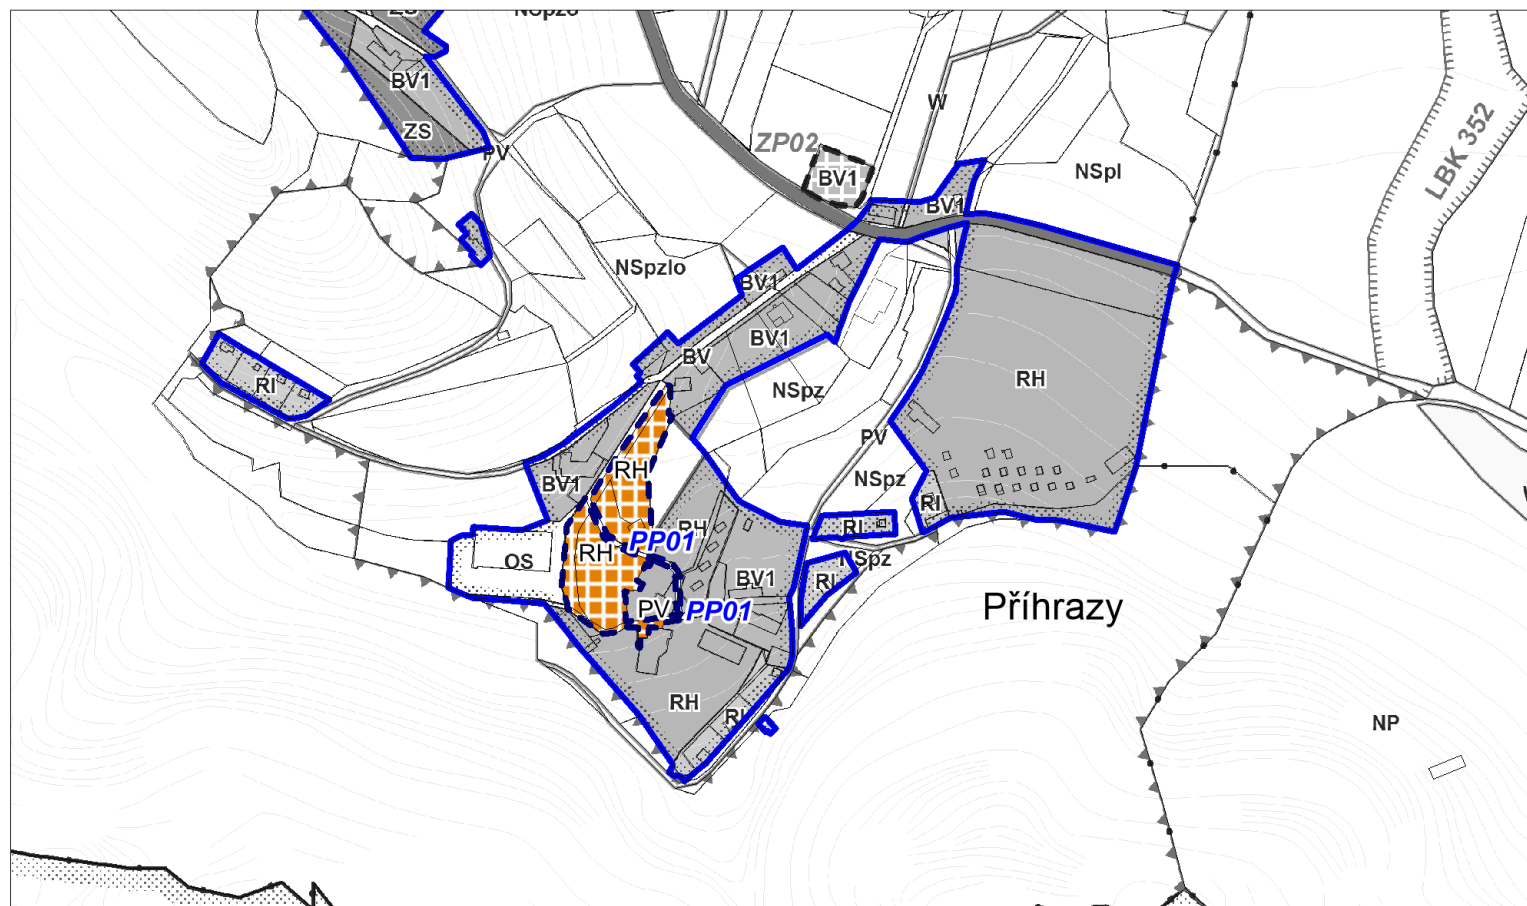 BV1
ZS
PV
W
ZP02
BV1
NSpl
LBK 352
BV1
NSpzlo
BV1
BV1
BV
RH
RI
NSpz
PV
RH
BV1
NSpz
RI
RH
RI
PP01
RH
OS
NSpz
BV1
RI
PV
PP01
Příhrazy
RH
RI
NP